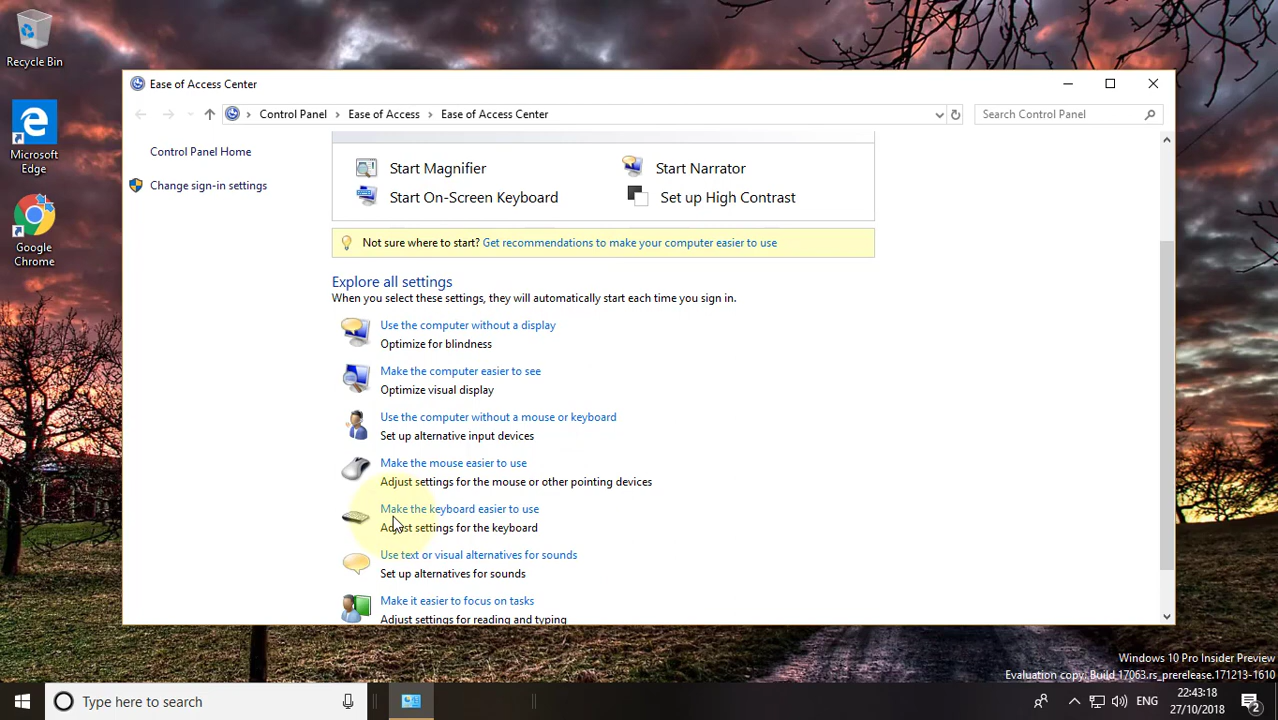 Recycle Bin
Microsoft
Edge
Google
Chrome
Ease of Access Center
Control Panel
Ease of Access
Ease of Access Center
Search Control Panel
Control Panel Home
Change sign-in settings
Start Magnifier
Start Narrator
Start On-Screen Keyboard
Set up High Contrast
Not sure where to start? Get recommendations to make your computer easier to use
Explore all settings
When you select these settings, they will automatically start each time you sign in.
Use the computer without a display
Optimize for blindness
Make the computer easier to see
Optimize visual display
Use the computer without a mouse or keyboard
Set up alternative input devices
Make the mouse easier to use
Adjust settings for the mouse or other pointing devices
Make the keyboard easier to use
Adjust settings for the keyboard
Use text or visual alternatives for sounds
Set up alternatives for sounds
Make it easier to focus on tasks
Adjust settings for reading and typing
Windows 10 Pro Insider Preview
Evaluation copy. Build 17063.rs_prerelease.171213-1610
Type here to search
ENG
22:43:18
27/10/2018
2